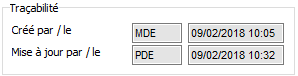 Traçabilité
Créé par / le MDE 09/02/2018 10:05
Mise à jour par / le PDE 09/02/2018 10:32